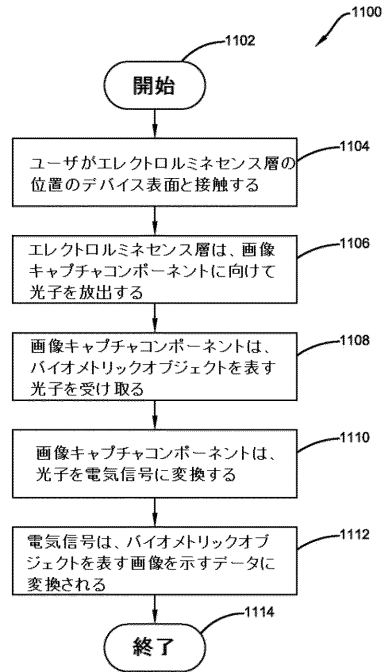 1100
1102
開始
1104
ユーザがエレクトロルミネセンス層の
位置のデバイス表面と接触する
1106
エレクトロルミネセンス層は、画像
キャプチャコンポーネントに向けて
光子を放出する
1108
画像キャプチャコンポーネントは、
バイオメトリックオブジェクトを表す
光子を受け取る
1110
画像キャプチャコンポーネントは、
光子を電気信号に変換する
1112
電気信号は、バイオメトリックオブ
ジェクトを表す画像を示すデータに
変換される
1114
終了